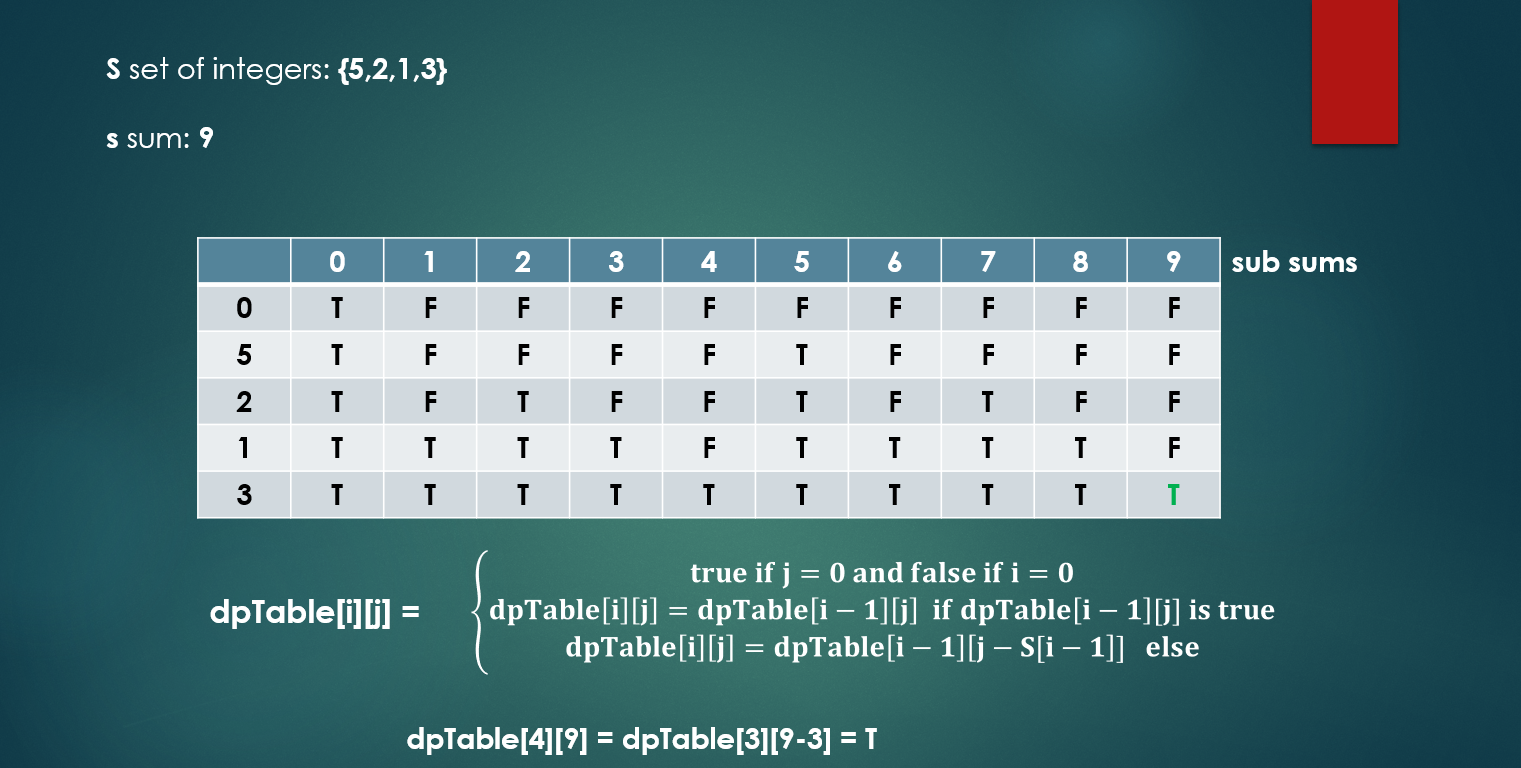 S set of integers: {5,2,1,3}
s sum: 9
0 1 2 3 4 5 6 7 8 9 sub sums
0 T F F F F F F F F F
5 T F F F F T F F F F
2 T F T F F T F T F F
1 T T T T F T T T T F
3 T T T T T T T T T T
true if j = 0 and false if i = 0
dpTable[i][j] = dpTable[i][j] = dpTable[i − 1][j] if dpTable[i − 1][j] is true
dpTable[i][j] = dpTable[i − 1][j − S[i − 1]] else
dpTable[4][9] = dpTable[3][9-3] = T